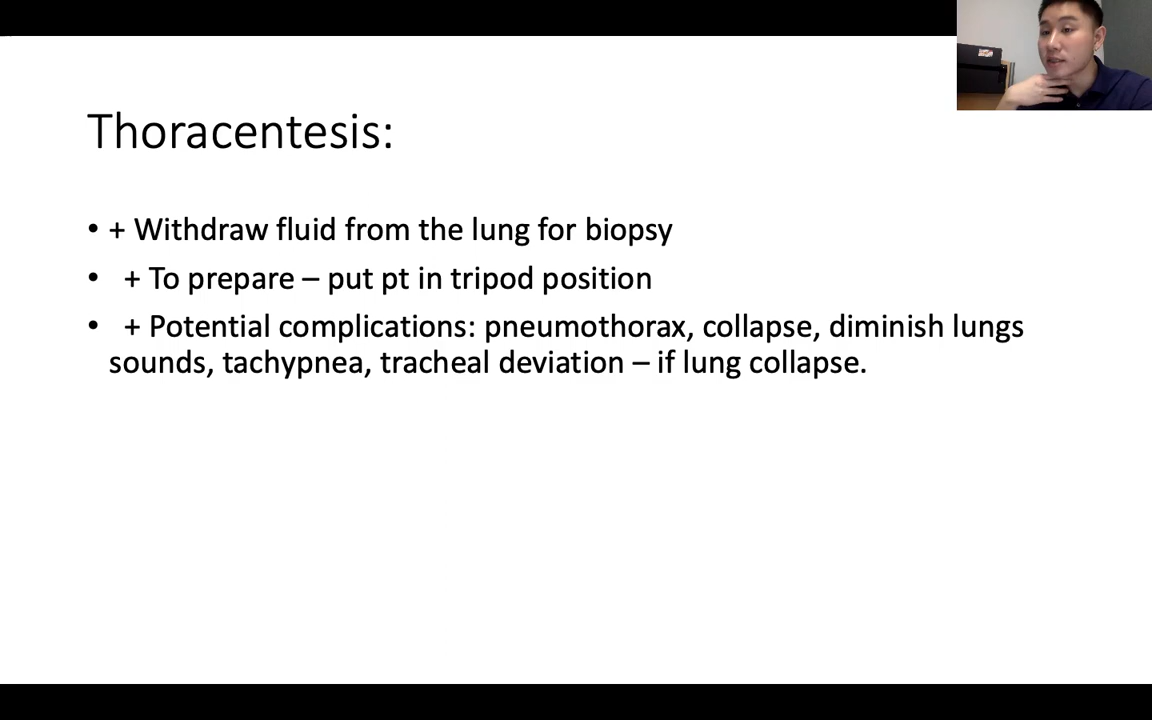 Thoracentesis:
• + Withdraw fluid from the lung for biopsy
• + To prepare – put pt in tripod position
• + Potential complications: pneumothorax, collapse, diminish lungs
sounds, tachypnea, tracheal deviation – if lung collapse.